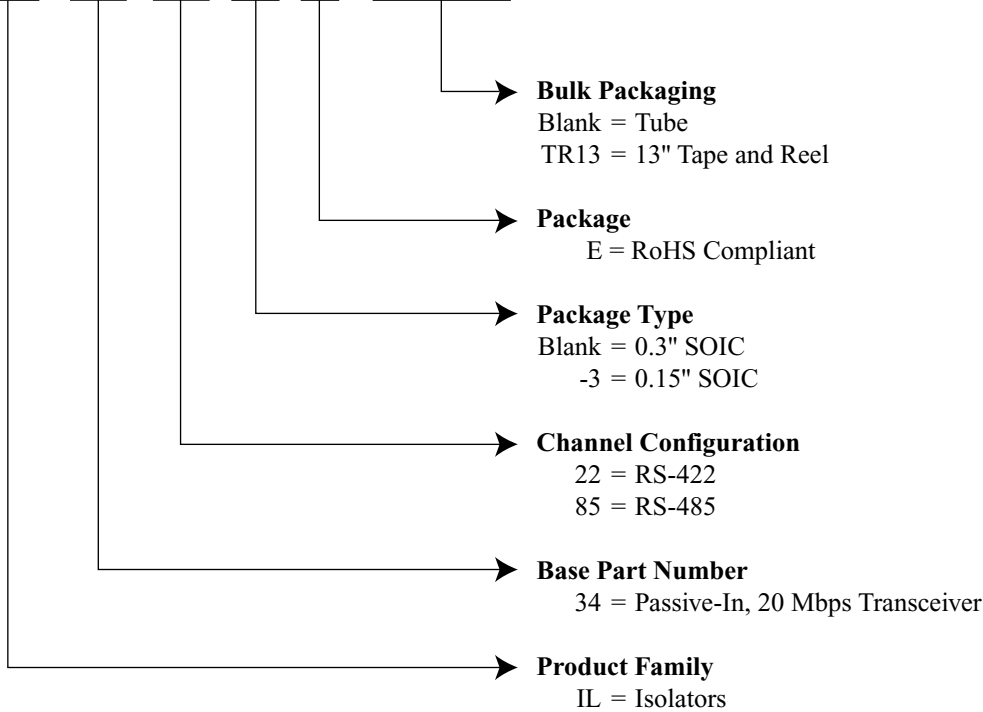 Bulk Packaging
Blank = Tube
TR13 = 13" Tape and Reel
Package
E = RoHS Compliant
Package Type
Blank = 0.3" SOIC
-3 = 0.15" SOIC
Channel Configuration
22 = RS-422
85 = RS-485
Base Part Number
34 = Passive-In, 20 Mbps Transceiver
Product Family
IL = Isolators